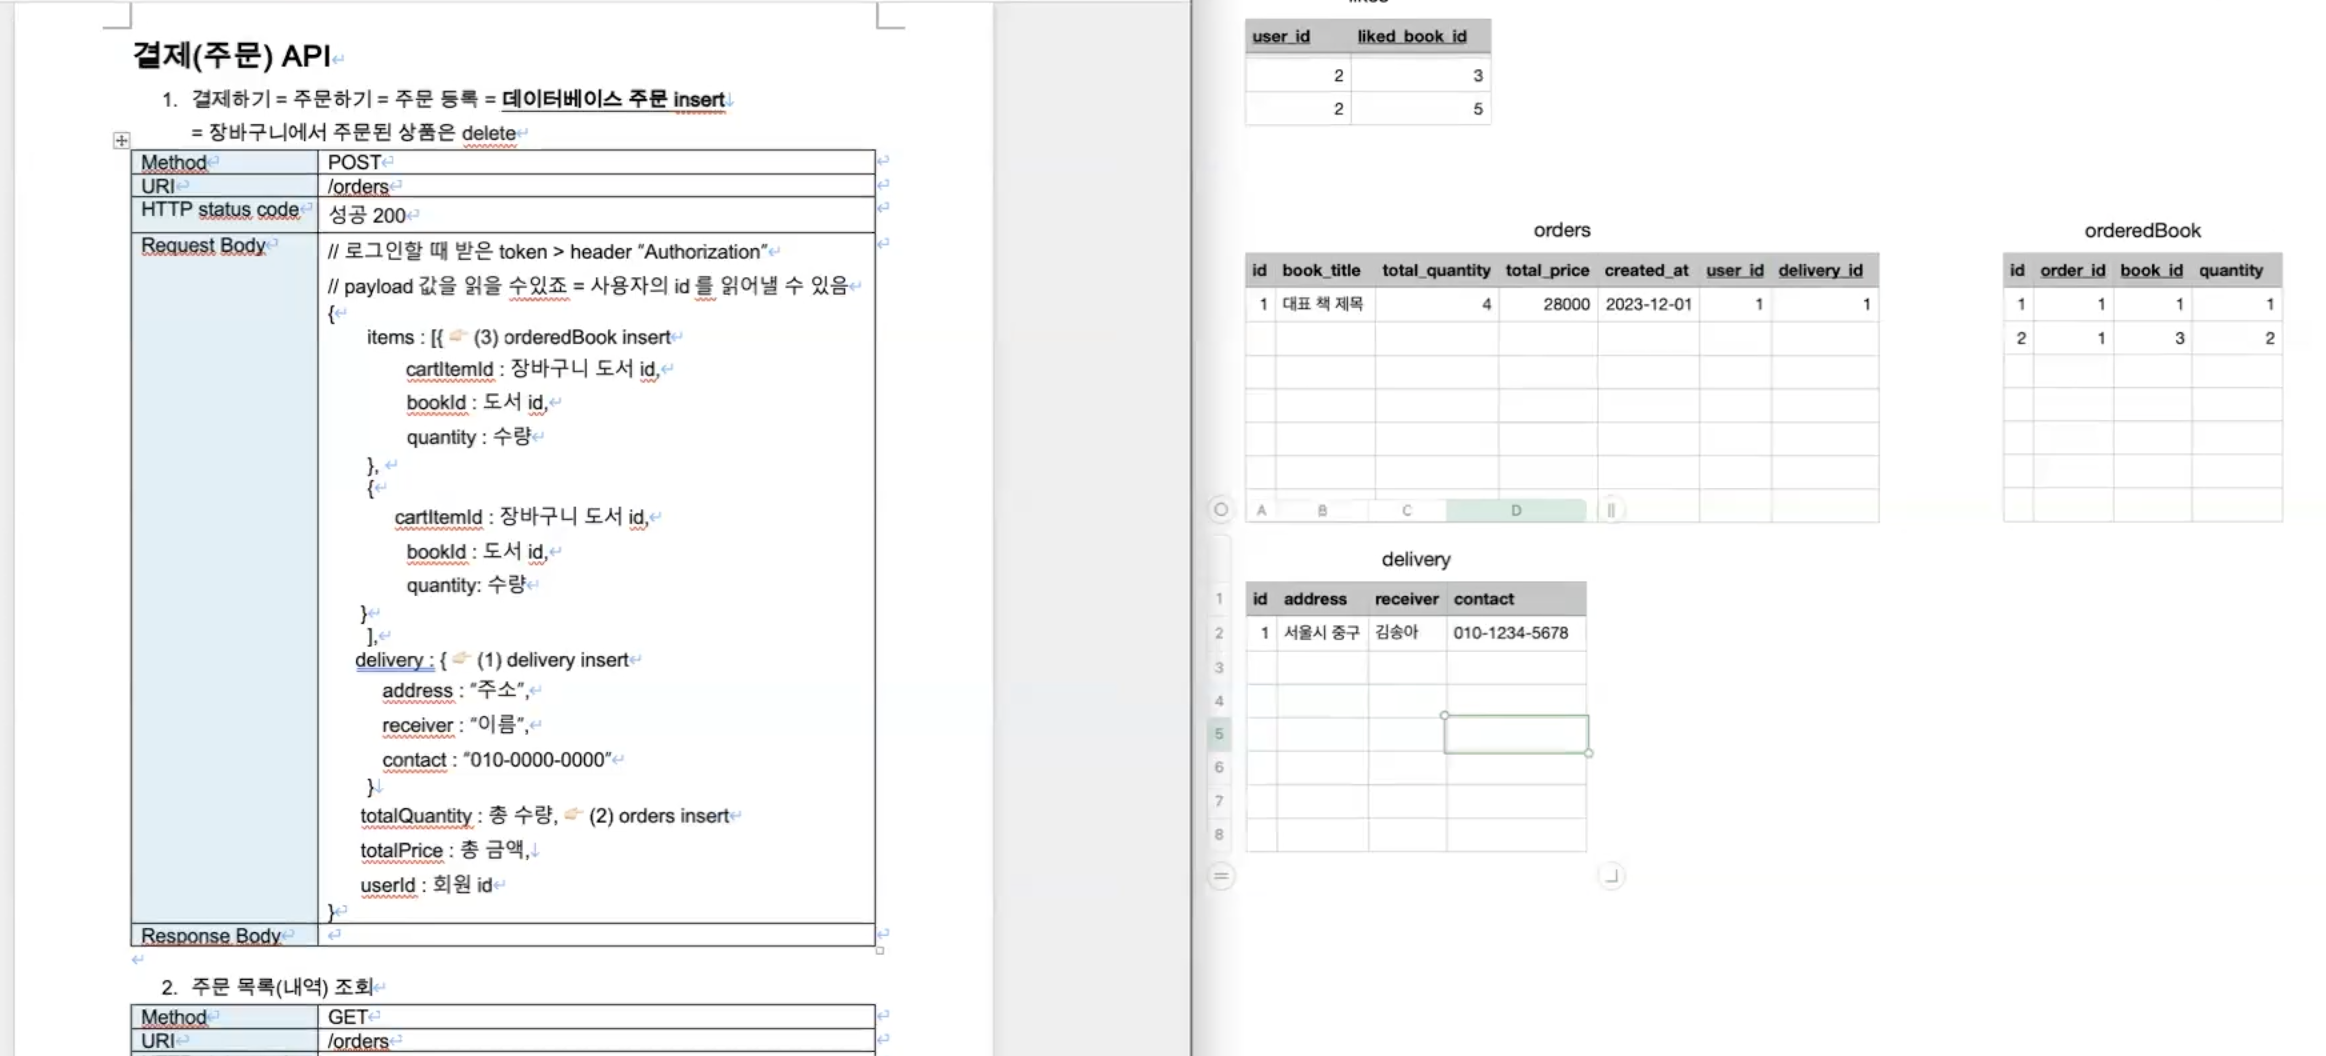 결제(주문) API
1. 결제하기 = 주문하기 = 주문 등록 = 데이터베이스 주문 insert
= 장바구니에서 주문된 상품은 delete
Method POST
URI /orders
HTTP status code 성공 200
Request Body // 로그인할 때 받은 token > header “Authorization”
// payload 값을 읽을 수있죠 = 사용자의 id 를 읽어낼 수 있음
{
items : [{ 👉🏻 (3) orderedBook insert
cartItemId : 장바구니 도서 id,
bookId : 도서 id,
quantity : 수량
},
{
cartItemId : 장바구니 도서 id,
bookId : 도서 id,
quantity: 수량
}
],
delivery : { 👉🏻 (1) delivery insert
address : “주소”,
receiver : “이름”,
contact : “010-0000-0000”
}
totalQuantity : 총 수량, 👉🏻 (2) orders insert
totalPrice : 총 금액,
userId : 회원 id
}
Response Body
2. 주문 목록(내역) 조회
Method GET
URI /orders
likes
user_id liked_book_id
2 3
2 5
orders
id book_title total_quantity total_price created_at user_id delivery_id
1 대표 책 제목 4 28000 2023-12-01 1 1
A B C D
orderedBook
id order_id book_id quantity
1 1 1 1
2 1 3 2
delivery
1 id address receiver contact
2 1 서울시 중구 김송아 010-1234-5678
3
4
5
6
7
8